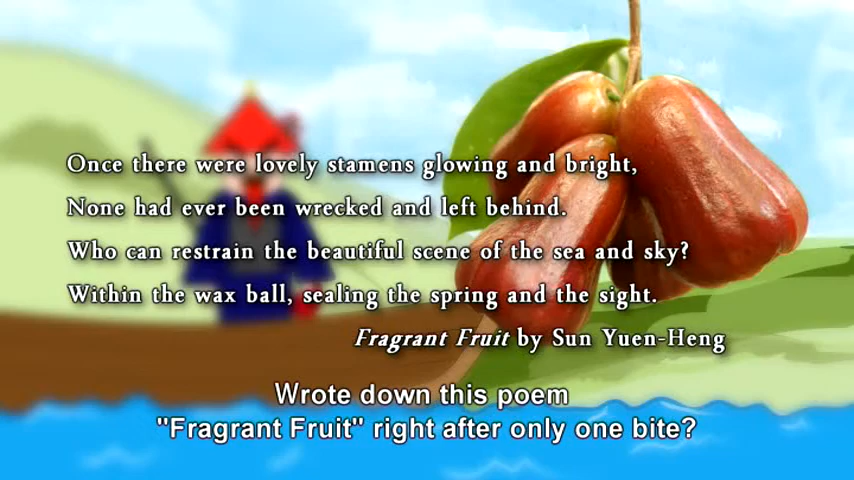 Once there were lovely stamens glowing and bright,
None had ever been wrecked and left behind.
Who can restrain the beautiful scene of the sea and sky?
Within the wax ball, sealing the spring and the sight.
Fragrant Fruit by Sun Yuen-Heng
Wrote down this poem
"Fragrant Fruit" right after only one bite?